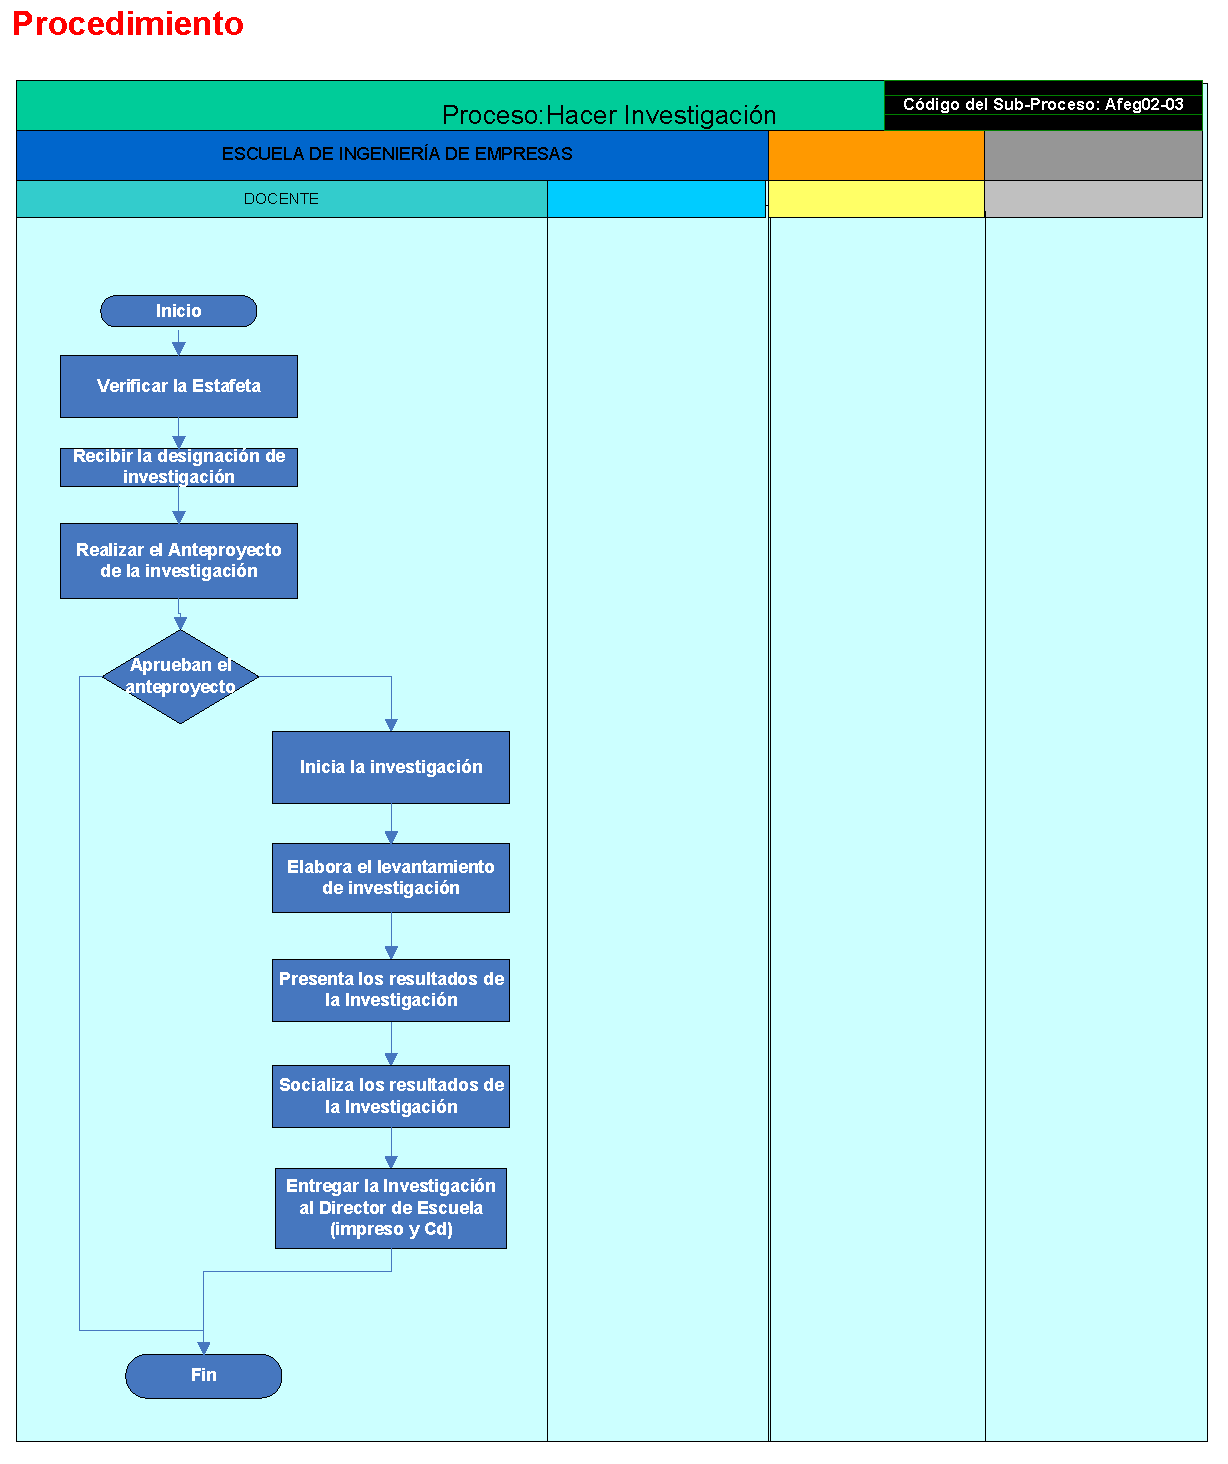 Procedimiento
Proceso:Hacer Investigación
Código del Sub-Proceso: Afeg02-03
ESCUELA DE INGENIERÍA DE EMPRESAS
DOCENTE
Inicio
Verificar la Estafeta
Recibir la designación de
investigación
Realizar el Anteproyecto
de la investigación
Aprueban el
anteproyecto
Inicia la investigación
Elabora el levantamiento
de investigación
Presenta los resultados de
la Investigación
Socializa los resultados de
la Investigación
Entregar la Investigación
al Director de Escuela
(impreso y Cd)
Fin